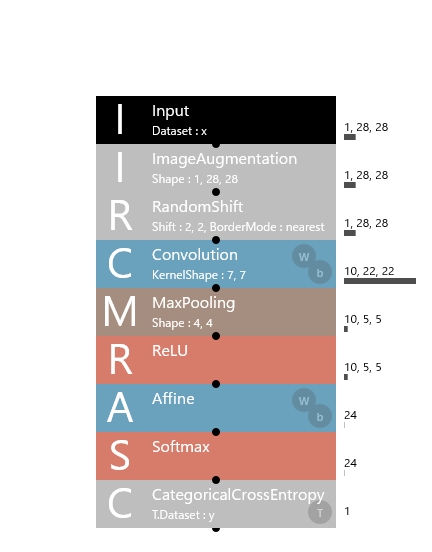 I Input
Dataset : x
1, 28, 28
I ImageAugmentation
Shape : 1, 28, 28
1, 28, 28
R RandomShift
Shift : 2, 2, BorderMode : nearest
1, 28, 28
C Convolution
KernelShape : 7, 7
W
b
10, 22, 22
M MaxPooling
Shape : 4, 4
10, 5, 5
R ReLU
10, 5, 5
A Affine
W
b
24
S Softmax
24
C CategoricalCrossEntropy
T.Dataset : y
T
1